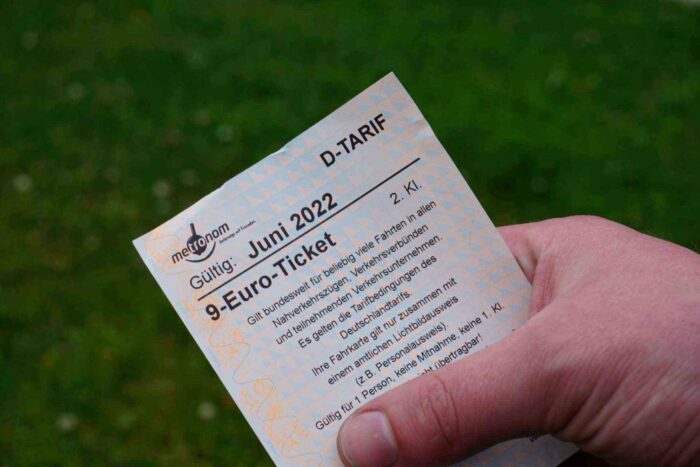 D-TARIF
metronom
Gültig: Juni 2022
2. Kl.
9-Euro-Ticket
Gilt bundesweit für beliebig viele Fahrten in allen
Nahverkehrszügen, Verkehrsverbünden
und teilnehmenden Verkehrsunternehmen.
Es gelten die Tarifbedingungen des
Deutschlandtarifs.
Ihre Fahrkarte gilt nur zusammen mit
einem amtlichen Lichtbildausweis
(z.B. Personalausweis).
Gültig für 1 Person, keine Mitnahme, keine 1. Kl.
übertragbar!